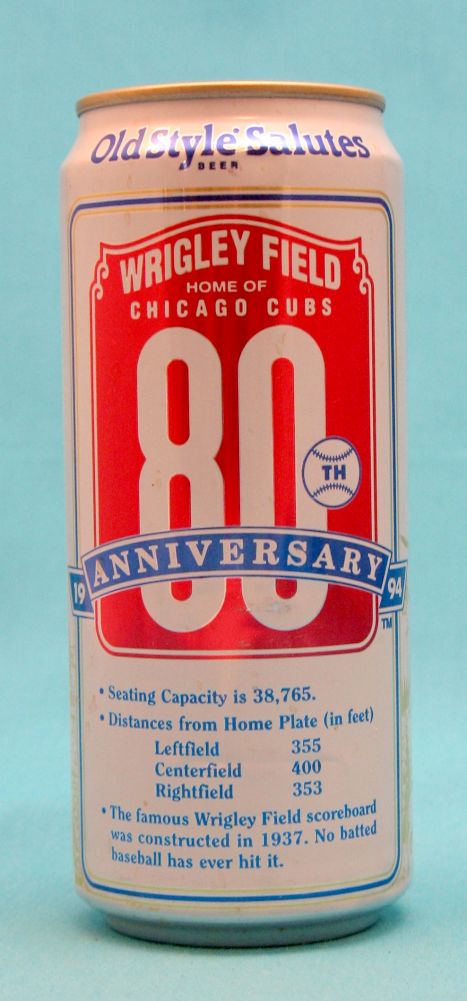 Old Style Salutes
A BEER
WRIGLEY FIELD
HOME OF
CHICAGO CUBS
80
TH
19 ANNIVERSARY 94
TM
• Seating Capacity is 38,765.
• Distances from Home Plate (in feet)
Leftfield 355
Centerfield 400
Rightfield 353
• The famous Wrigley Field scoreboard
was constructed in 1937. No batted
baseball has ever hit it.